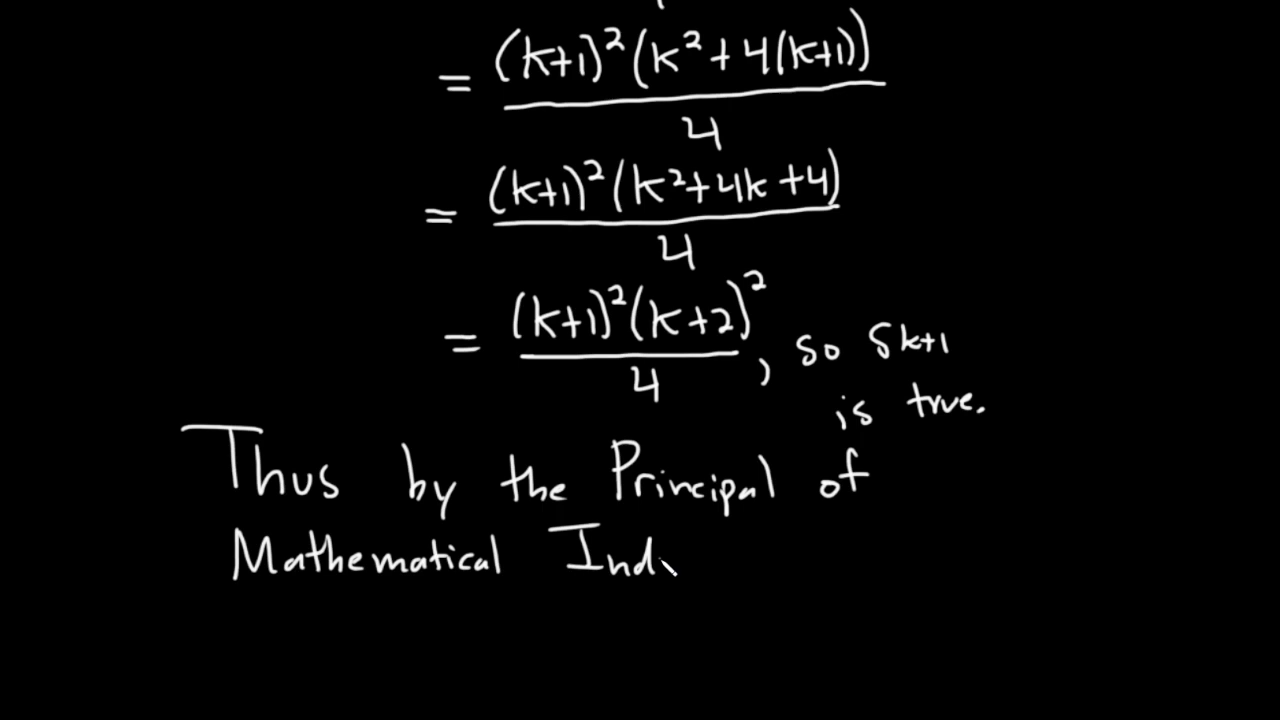 = (k+1)²(k²+4(k+1))
4
= (k+1)²(k²+4k+4)
4
= (k+1)²(k+2)²
4
, so Sk+1
is true.
Thus by the Principal of
Mathematical Ind